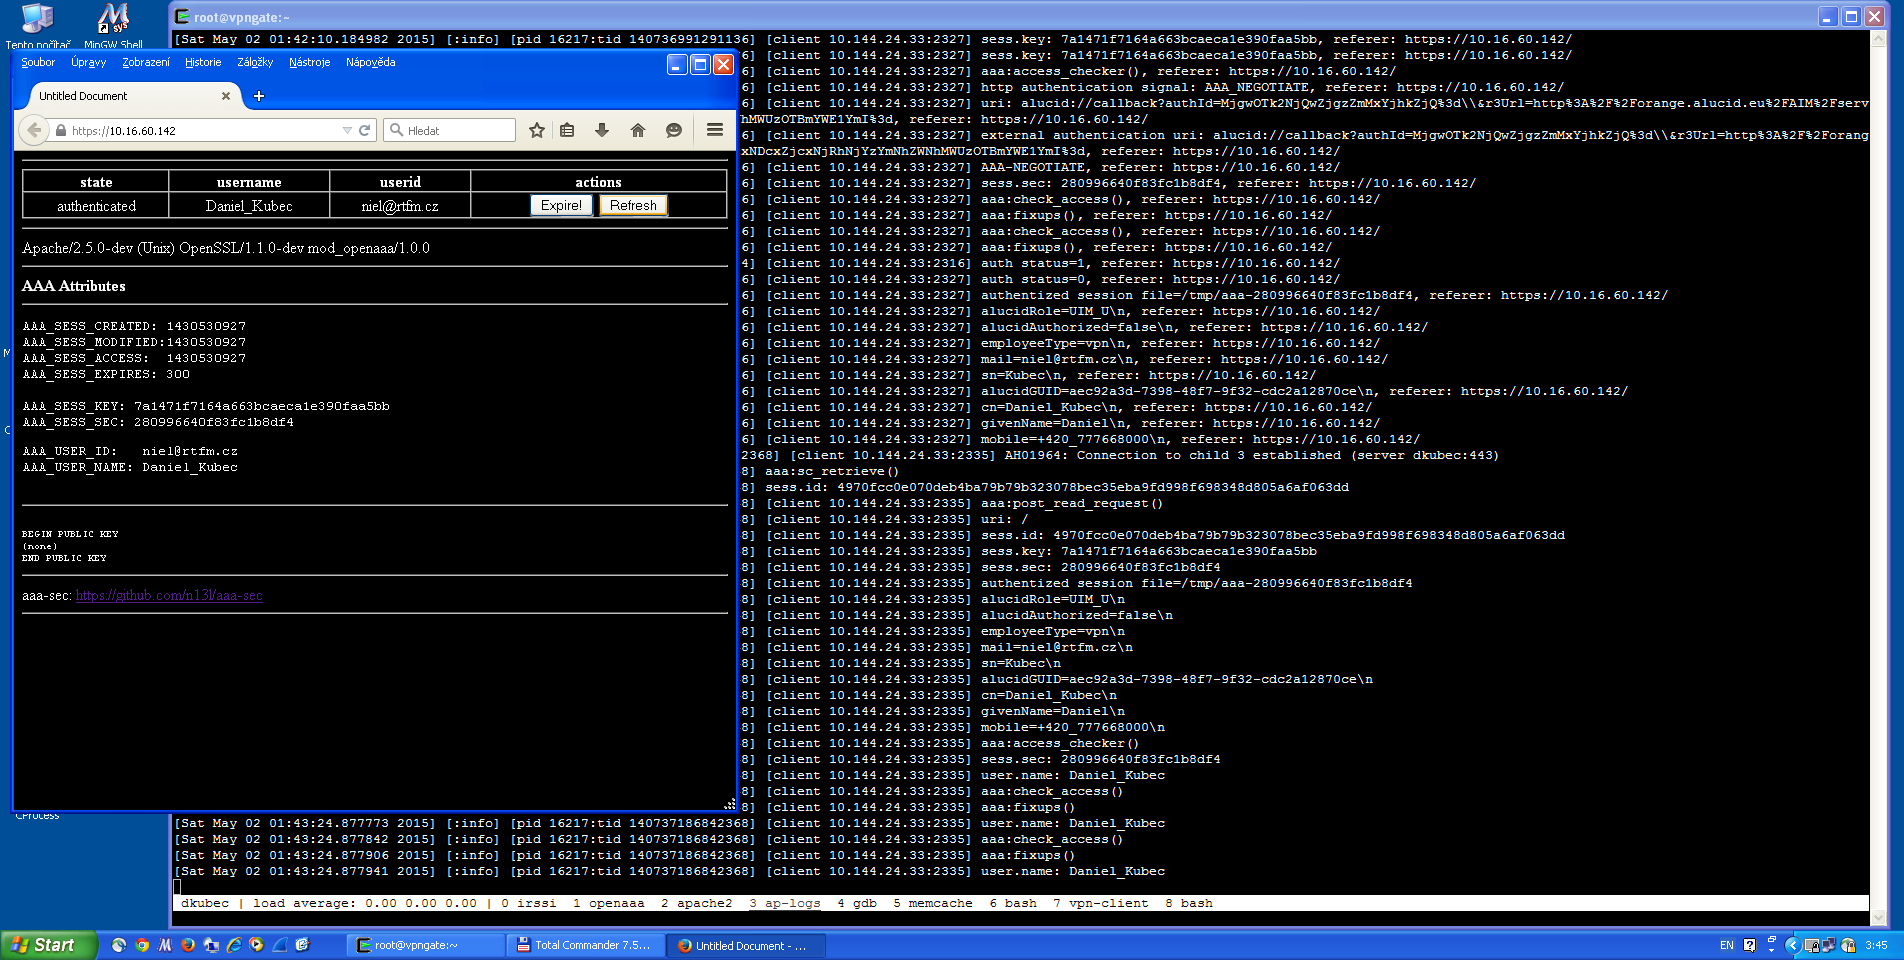 Tento počítač
MinGW Shell
root@vpngate:~
[Sat May 02 01:42:10.184982 2015] [:info] [pid 16217:tid 140736991291136] [client 10.144.24.33:2327] sess.key: 7a1471f7164a663bcaeca1e390faa5bb, referer: https://10.16.60.142/
6] [client 10.144.24.33:2327] sess.key: 7a1471f7164a663bcaeca1e390faa5bb, referer: https://10.16.60.142/
6] [client 10.144.24.33:2327] aaa:access_checker(), referer: https://10.16.60.142/
6] [client 10.144.24.33:2327] http authentication signal: AAA_NEGOTIATE, referer: https://10.16.60.142/
6] [client 10.144.24.33:2327] uri: alucid://callback?authId=MjgwOTk2NjQwZjgzZmMxYjhkZjQ%3d\\&r3Url=http%3A%2F%2Forange.alucid.eu%2FAIM%2Fserv
hMWUzOTBmYWE1YmI%3d, referer: https://10.16.60.142/
6] [client 10.144.24.33:2327] external authentication uri: alucid://callback?authId=MjgwOTk2NjQwZjgzZmMxYjhkZjQ%3d\\&r3Url=http%3A%2F%2Forang
xNDcxZjcxNjRhNjYzYmNhZWNhMWUzOTBmYWE1YmI%3d, referer: https://10.16.60.142/
6] [client 10.144.24.33:2327] AAA-NEGOTIATE, referer: https://10.16.60.142/
6] [client 10.144.24.33:2327] sess.sec: 280996640f83fc1b8df4, referer: https://10.16.60.142/
6] [client 10.144.24.33:2327] aaa:check_access(), referer: https://10.16.60.142/
6] [client 10.144.24.33:2327] aaa:fixups(), referer: https://10.16.60.142/
6] [client 10.144.24.33:2327] aaa:check_access(), referer: https://10.16.60.142/
6] [client 10.144.24.33:2327] aaa:fixups(), referer: https://10.16.60.142/
4] [client 10.144.24.33:2316] auth status=1, referer: https://10.16.60.142/
6] [client 10.144.24.33:2327] auth status=0, referer: https://10.16.60.142/
6] [client 10.144.24.33:2327] authentized session file=/tmp/aaa-280996640f83fc1b8df4, referer: https://10.16.60.142/
6] [client 10.144.24.33:2327] alucidRole=UIM_U\n, referer: https://10.16.60.142/
6] [client 10.144.24.33:2327] alucidAuthorized=false\n, referer: https://10.16.60.142/
6] [client 10.144.24.33:2327] employeeType=vpn\n, referer: https://10.16.60.142/
6] [client 10.144.24.33:2327] mail=niel@rtfm.cz\n, referer: https://10.16.60.142/
6] [client 10.144.24.33:2327] sn=Kubec\n, referer: https://10.16.60.142/
6] [client 10.144.24.33:2327] alucidGUID=aec92a3d-7398-48f7-9f32-cdc2a12870ce\n, referer: https://10.16.60.142/
6] [client 10.144.24.33:2327] cn=Daniel_Kubec\n, referer: https://10.16.60.142/
6] [client 10.144.24.33:2327] givenName=Daniel\n, referer: https://10.16.60.142/
6] [client 10.144.24.33:2327] mobile=+420_777668000\n, referer: https://10.16.60.142/
2368] [client 10.144.24.33:2335] AH01964: Connection to child 3 established (server dkubec:443)
8] aaa:sc_retrieve()
8] sess.id: 4970fcc0e070deb4ba79b79b323078bec35eba9fd998f698348d805a6af063dd
8] [client 10.144.24.33:2335] aaa:post_read_request()
8] [client 10.144.24.33:2335] uri: /
8] [client 10.144.24.33:2335] sess.id: 4970fcc0e070deb4ba79b79b323078bec35eba9fd998f698348d805a6af063dd
8] [client 10.144.24.33:2335] sess.key: 7a1471f7164a663bcaeca1e390faa5bb
8] [client 10.144.24.33:2335] sess.sec: 280996640f83fc1b8df4
8] [client 10.144.24.33:2335] authentized session file=/tmp/aaa-280996640f83fc1b8df4
8] [client 10.144.24.33:2335] alucidRole=UIM_U\n
8] [client 10.144.24.33:2335] alucidAuthorized=false\n
8] [client 10.144.24.33:2335] employeeType=vpn\n
8] [client 10.144.24.33:2335] mail=niel@rtfm.cz\n
8] [client 10.144.24.33:2335] sn=Kubec\n
8] [client 10.144.24.33:2335] alucidGUID=aec92a3d-7398-48f7-9f32-cdc2a12870ce\n
8] [client 10.144.24.33:2335] cn=Daniel_Kubec\n
8] [client 10.144.24.33:2335] givenName=Daniel\n
8] [client 10.144.24.33:2335] mobile=+420_777668000\n
8] [client 10.144.24.33:2335] aaa:access_checker()
8] [client 10.144.24.33:2335] sess.sec: 280996640f83fc1b8df4
8] [client 10.144.24.33:2335] user.name: Daniel_Kubec
8] [client 10.144.24.33:2335] aaa:check_access()
8] [client 10.144.24.33:2335] aaa:fixups()
[Sat May 02 01:43:24.877773 2015] [:info] [pid 16217:tid 140737186842368] [client 10.144.24.33:2335] user.name: Daniel_Kubec
[Sat May 02 01:43:24.877842 2015] [:info] [pid 16217:tid 140737186842368] [client 10.144.24.33:2335] aaa:check_access()
[Sat May 02 01:43:24.877906 2015] [:info] [pid 16217:tid 140737186842368] [client 10.144.24.33:2335] aaa:fixups()
[Sat May 02 01:43:24.877941 2015] [:info] [pid 16217:tid 140737186842368] [client 10.144.24.33:2335] user.name: Daniel_Kubec
dkubec | load average: 0.00 0.00 0.00 | 0 irssi 1 openaaa 2 apache2 3 ap-logs 4 gdb 5 memcache 6 bash 7 vpn-client 8 bash
Soubor Úpravy Zobrazení Historie Záložky Nástroje Nápověda
Untitled Document
https://10.16.60.142
Hledat
state username userid actions
authenticated Daniel_Kubec niel@rtfm.cz Expire! Refresh
Apache/2.5.0-dev (Unix) OpenSSL/1.1.0-dev mod_openaaa/1.0.0
AAA Attributes
AAA_SESS_CREATED: 1430530927
AAA_SESS_MODIFIED:1430530927
AAA_SESS_ACCESS: 1430530927
AAA_SESS_EXPIRES: 300
AAA_SESS_KEY: 7a1471f7164a663bcaeca1e390faa5bb
AAA_SESS_SEC: 280996640f83fc1b8df4
AAA_USER_ID: niel@rtfm.cz
AAA_USER_NAME: Daniel_Kubec
BEGIN PUBLIC KEY
(none)
END PUBLIC KEY
aaa-sec: https://github.com/n13l/aaa-sec
CProcess
Start
root@vpngate:~
Total Commander 7.5...
Untitled Document - ...
EN
3:45